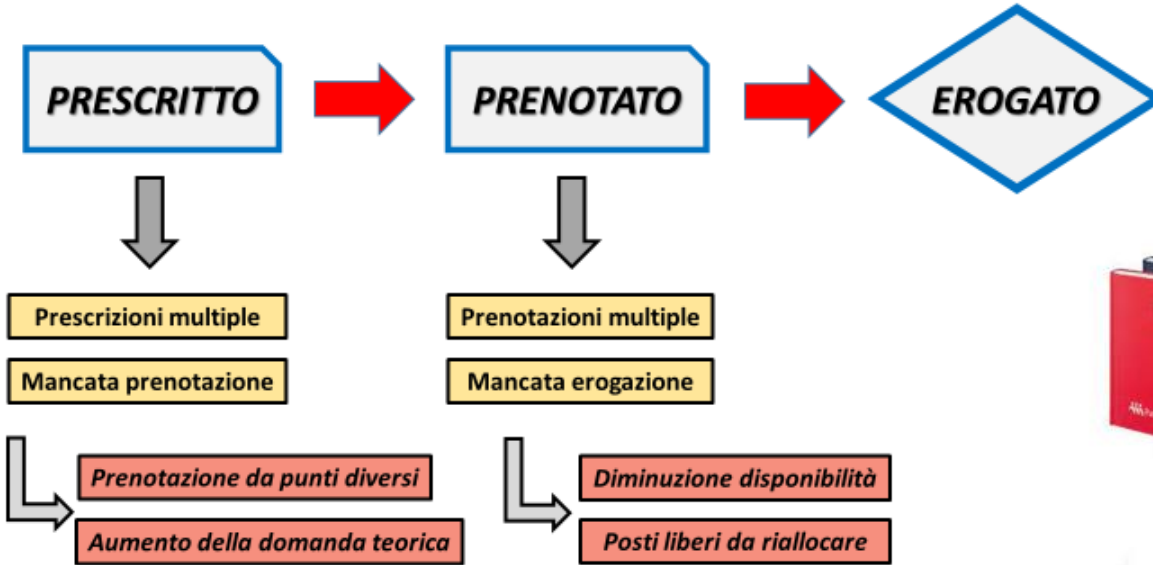 PRESCRITTO
PRENOTATO
EROGATO
Prescrizioni multiple
Prenotazioni multiple
Mancata prenotazione
Mancata erogazione
Prenotazione da punti diversi
Diminuzione disponibilità
Aumento della domanda teorica
Posti liberi da riallocare